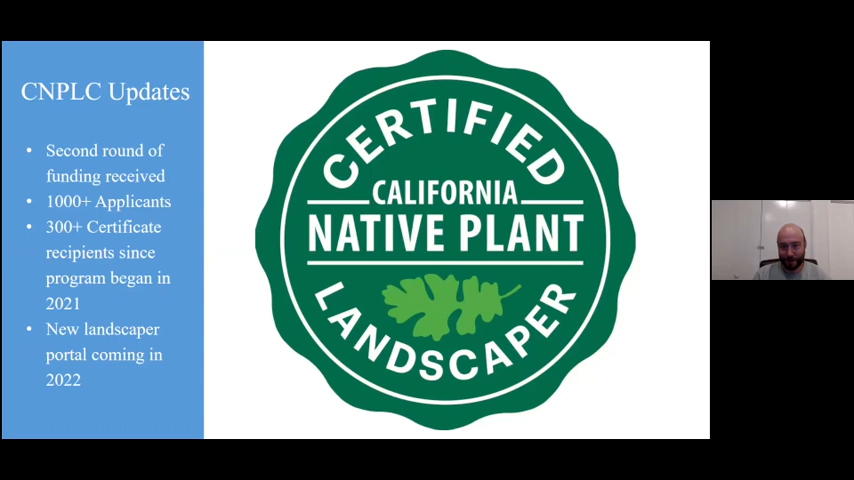 CNPLC Updates
• Second round of
funding received
• 1000+ Applicants
• 300+ Certificate
recipients since
program began in
2021
• New landscaper
portal coming in
2022
CERTIFIED
CALIFORNIA
NATIVE PLANT
LANDSCAPER